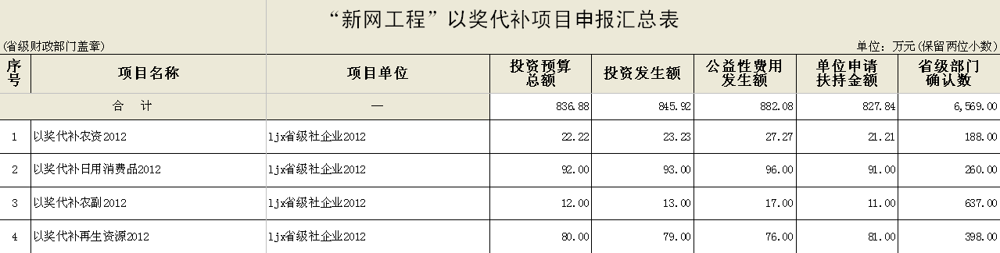 “新网工程”以奖代补项目申报汇总表
(省级财政部门盖章) 单位：万元(保留两位小数)
序号 项目名称 项目单位 投资预算总额 投资发生额 公益性费用发生额 单位申请扶持金额 省级部门确认数
合 计 — 836.88 845.92 882.08 827.84 6,569.00
1 以奖代补农资2012 ljx省级社企业2012 22.22 23.23 27.27 21.21 188.00
2 以奖代补日用消费品2012 ljx省级社企业2012 92.00 93.00 96.00 91.00 260.00
3 以奖代补农副2012 ljx省级社企业2012 12.00 13.00 17.00 11.00 637.00
4 以奖代补再生资源2012 ljx省级社企业2012 80.00 79.00 76.00 81.00 398.00